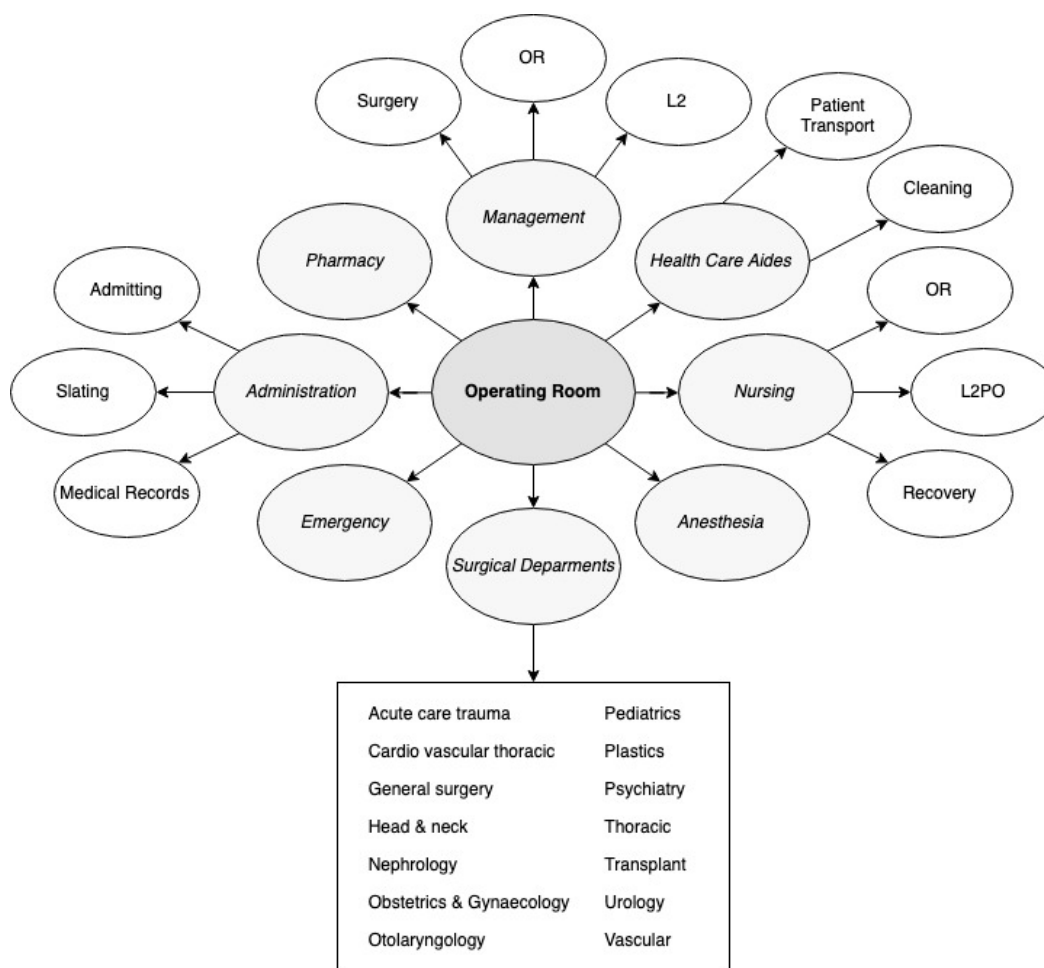 OR
Surgery
L2
Patient
Transport
Management
Cleaning
Pharmacy
Health Care Aides
Admitting
OR
Slating
Administration
Operating Room
Nursing
L2PO
Medical Records
Emergency
Anesthesia
Recovery
Surgical Deparments
Acute care trauma
Cardio vascular thoracic
General surgery
Head & neck
Nephrology
Obstetrics & Gynaecology
Otolaryngology
Pediatrics
Plastics
Psychiatry
Thoracic
Transplant
Urology
Vascular